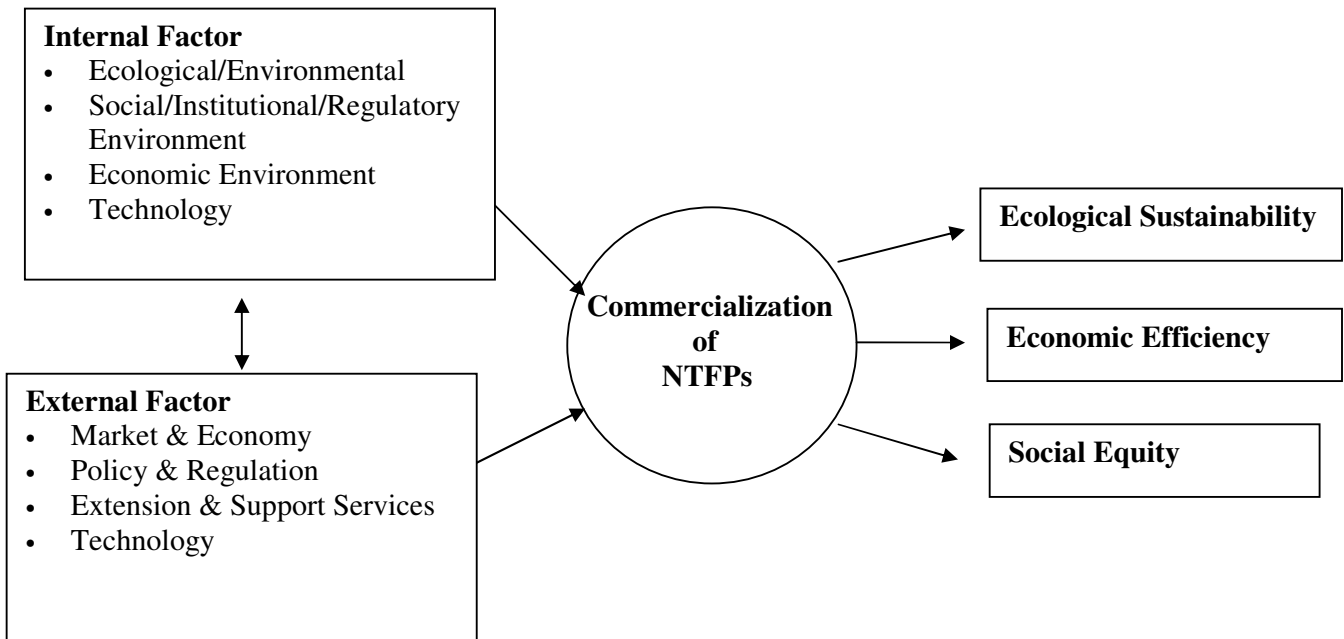 Internal Factor
• Ecological/Environmental
• Social/Institutional/Regulatory
Environment
• Economic Environment
• Technology
External Factor
• Market & Economy
• Policy & Regulation
• Extension & Support Services
• Technology
Commercialization
of
NTFPs
Ecological Sustainability
Economic Efficiency
Social Equity